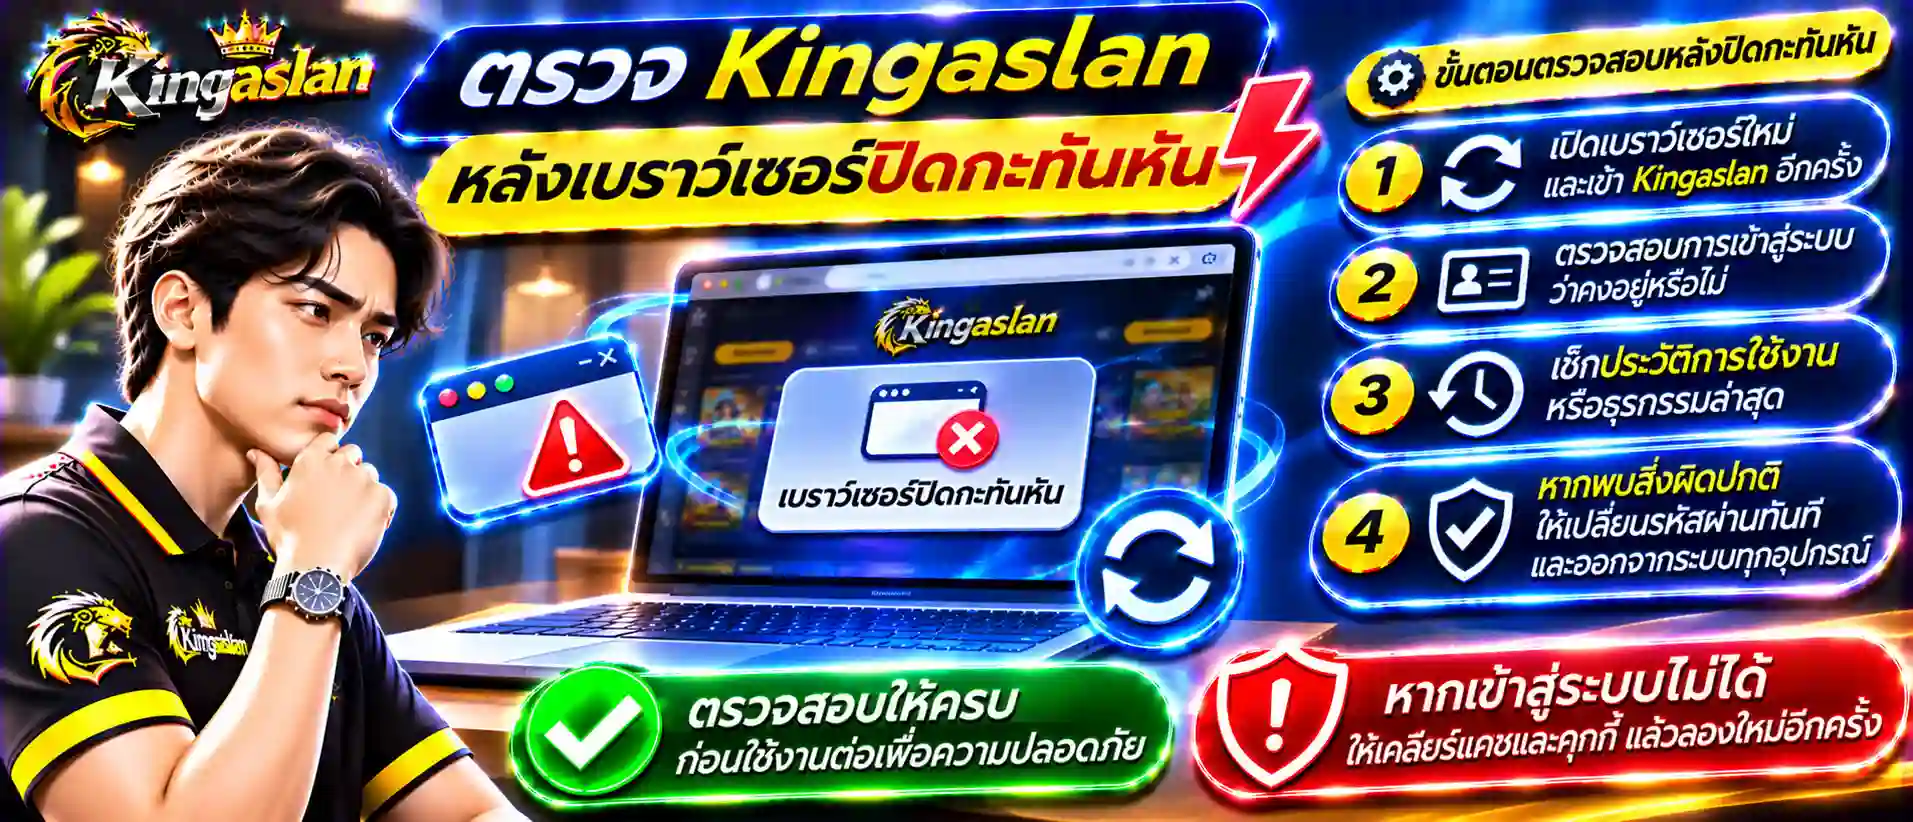 Kingaslan
ตรวจ Kingaslan
หลังเบราว์เซอร์ปิดกะทันหัน
Kingaslan
เบราว์เซอร์ปิดกะทันหัน
Kingaslan
ขั้นตอนตรวจสอบหลังปิดกะทันหัน
1
เปิดเบราว์เซอร์ใหม่
และเข้า Kingaslan อีกครั้ง
2
ตรวจสอบการเข้าสู่ระบบ
ว่าคงอยู่หรือไม่
3
เช็กประวัติการใช้งาน
หรือธุรกรรมล่าสุด
4
หากพบสิ่งผิดปกติ
ให้เปลี่ยนรหัสผ่านทันที
และออกจากระบบทุกอุปกรณ์
ตรวจสอบให้ครบ
ก่อนใช้งานต่อเพื่อความปลอดภัย
หากเข้าสู่ระบบไม่ได้
ให้เคลียร์แคชและคุกกี้ แล้วลองใหม่อีกครั้ง